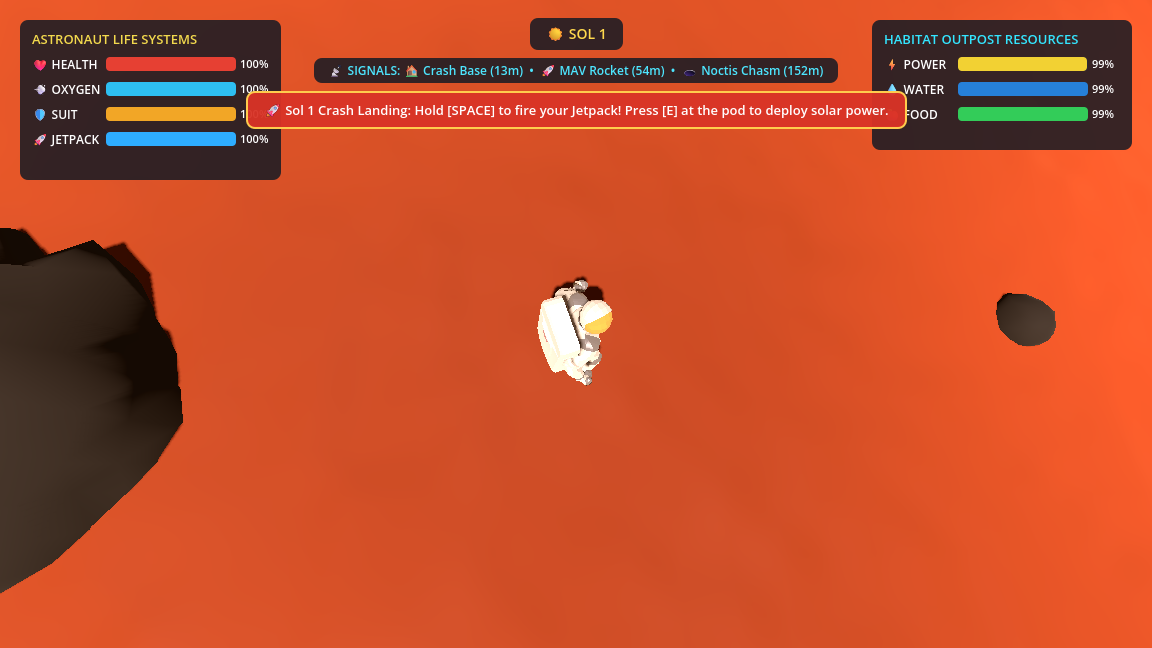 SOL 1
ASTRONAUT LIFE SYSTEMS
HEALTH 100%
OXYGEN 100%
SUIT
JETPACK 100%
SIGNALS: Crash Base (13m) • MAV Rocket (54m) • Noctis Chasm (152m)
Sol 1 Crash Landing: Hold [SPACE] to fire your Jetpack! Press [E] at the pod to deploy solar power.
HABITAT OUTPOST RESOURCES
POWER 99%
WATER 99%
FOOD 99%